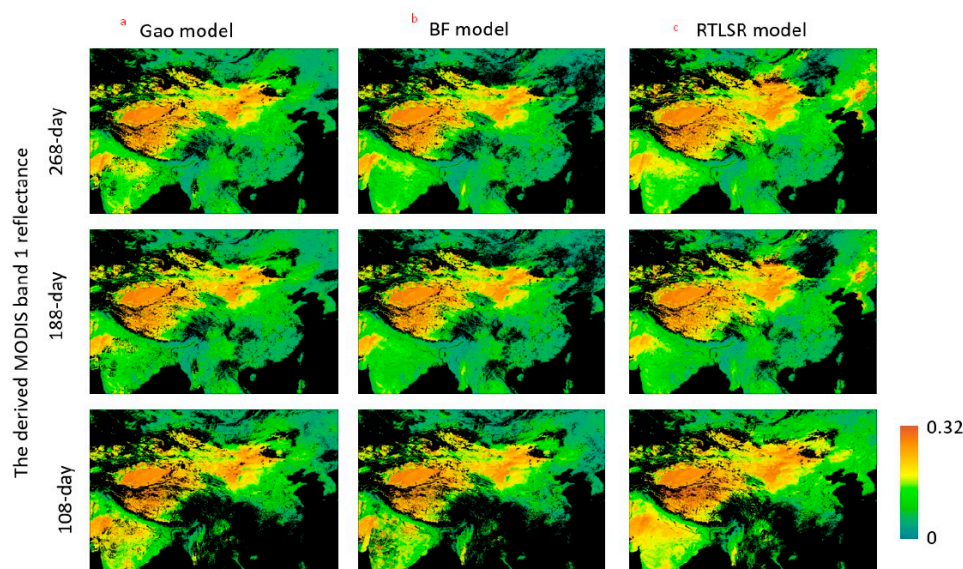 a
Gao model
b
BF model
c
RTLSR model
The derived MODIS band 1 reflectance
268-day
188-day
108-day
0.32
0